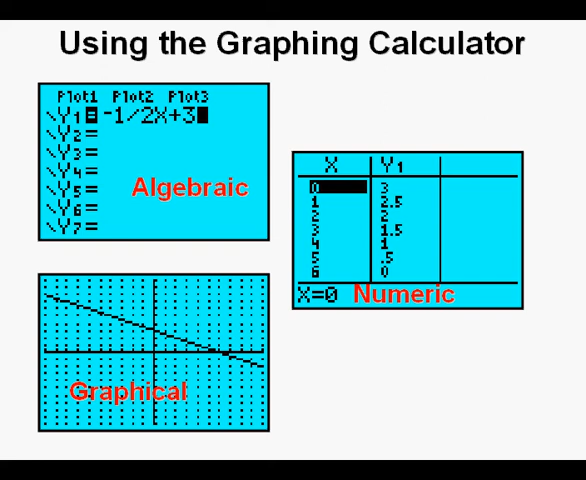 Using the Graphing Calculator
Plot1 Plot2 Plot3
\Y1=-1/2X+3
\Y2=
\Y3=
\Y4=
\Y5=
\Y6=
\Y7=
Algebraic
X Y1
0 3
1 2.5
2 2
3 1.5
4 1
5 .5
6 0
X=0
Numeric
Graphical